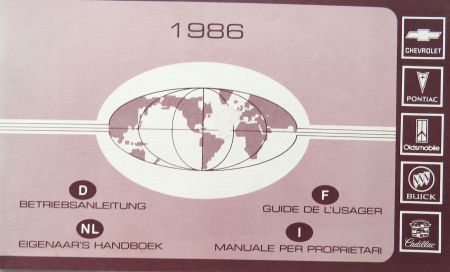 1986
CHEVROLET
PONTIAC
Oldsmobile
BUICK
Cadillac
D
BETRIEBSANLEITUNG
F
GUIDE DE L'USAGER
NL
EIGENAAR'S HANDBOEK
I
MANUALE PER PROPRIETARI